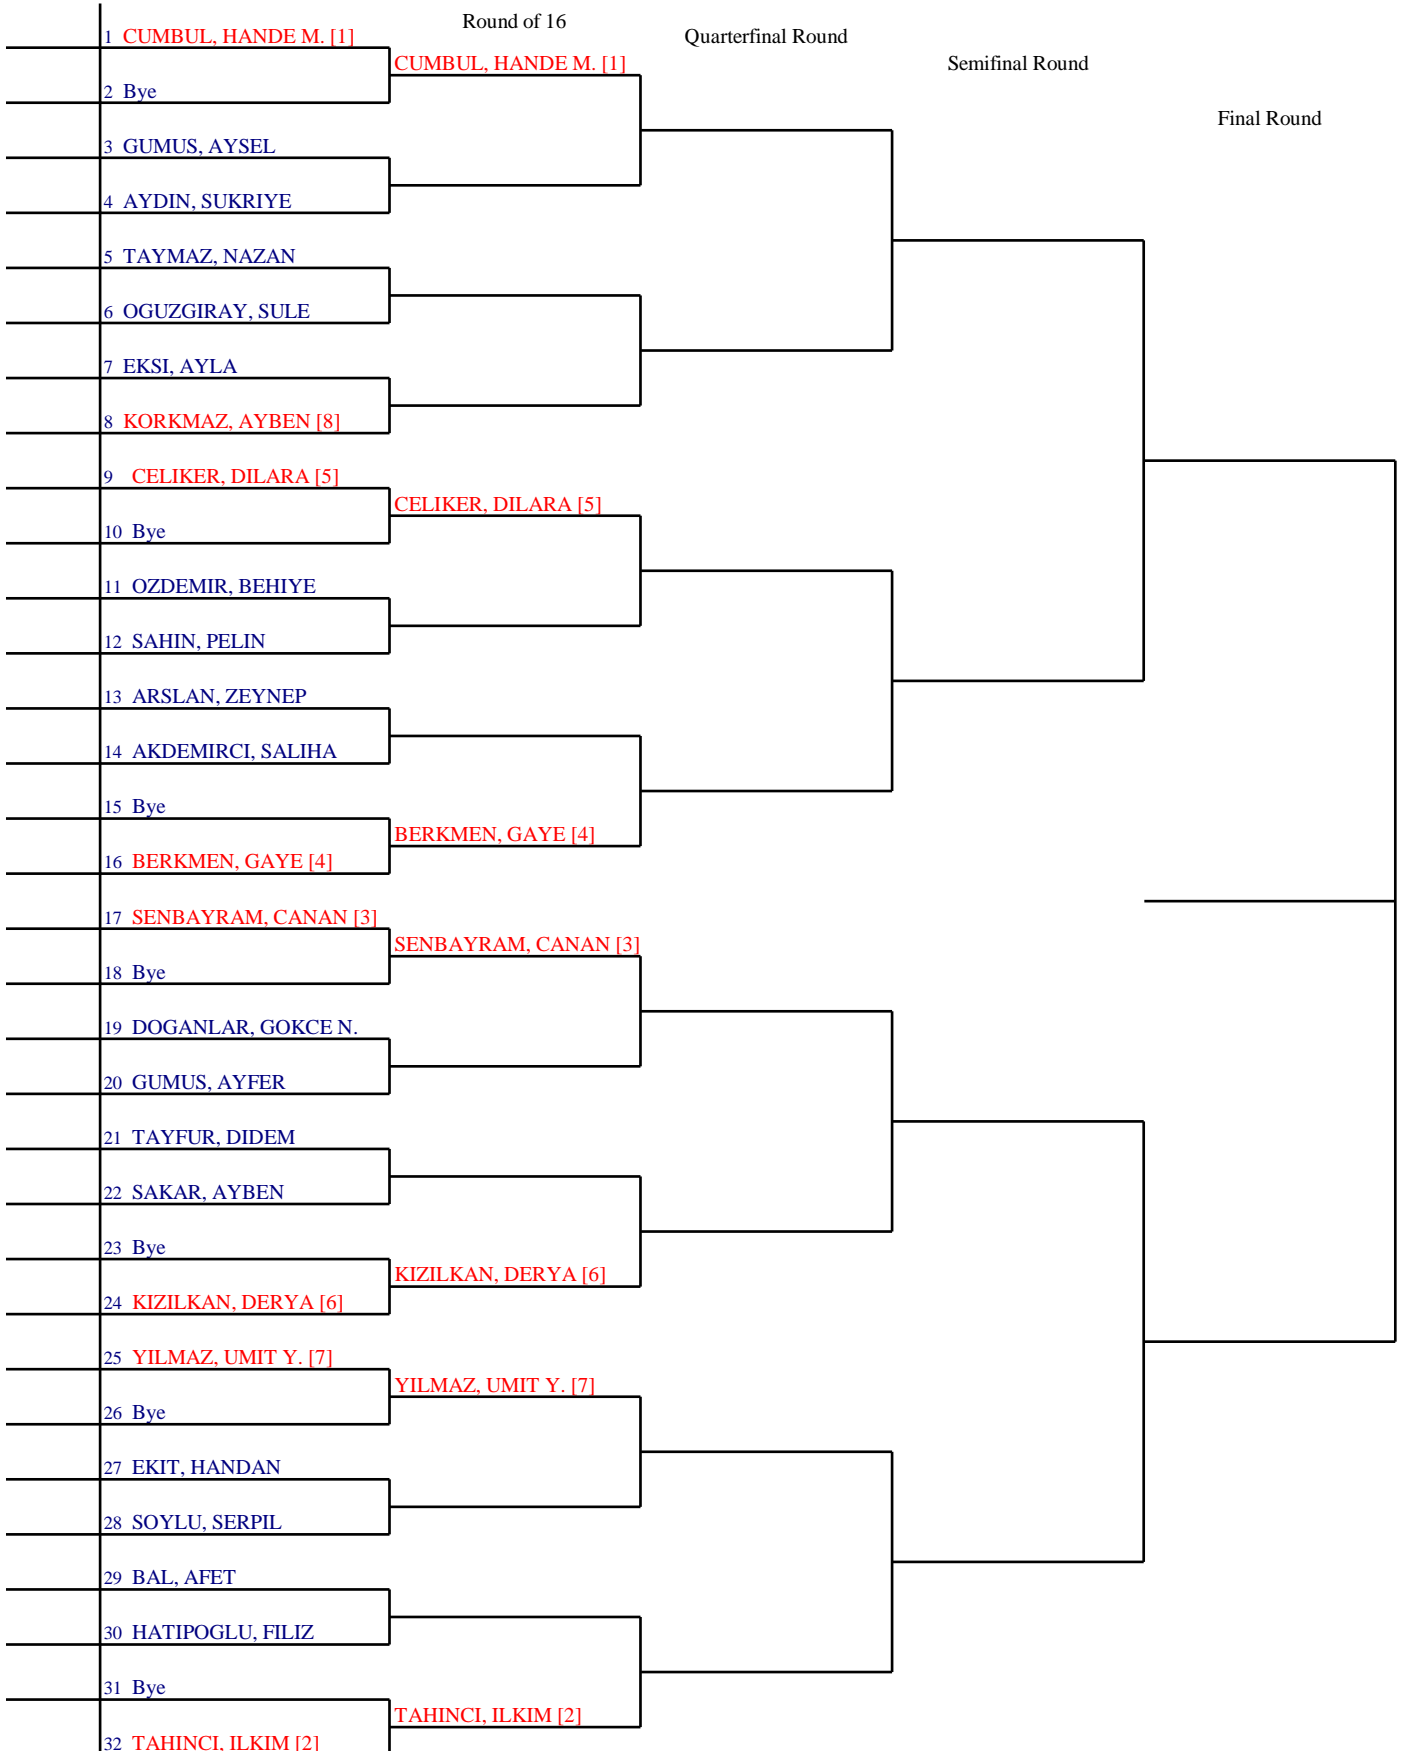 Round of 16
Quarterfinal Round
Semifinal Round
Final Round
1 CUMBUL, HANDE M. [1]
CUMBUL, HANDE M. [1]
2 Bye
3 GUMUS, AYSEL
4 AYDIN, SUKRIYE
5 TAYMAZ, NAZAN
6 OGUZGIRAY, SULE
7 EKSI, AYLA
8 KORKMAZ, AYBEN [8]
9 CELIKER, DILARA [5]
CELIKER, DILARA [5]
10 Bye
11 OZDEMIR, BEHIYE
12 SAHIN, PELIN
13 ARSLAN, ZEYNEP
14 AKDEMIRCI, SALIHA
15 Bye
BERKMEN, GAYE [4]
16 BERKMEN, GAYE [4]
17 SENBAYRAM, CANAN [3]
SENBAYRAM, CANAN [3]
18 Bye
19 DOGANLAR, GOKCE N.
20 GUMUS, AYFER
21 TAYFUR, DIDEM
22 SAKAR, AYBEN
23 Bye
KIZILKAN, DERYA [6]
24 KIZILKAN, DERYA [6]
25 YILMAZ, UMIT Y. [7]
YILMAZ, UMIT Y. [7]
26 Bye
27 EKIT, HANDAN
28 SOYLU, SERPIL
29 BAL, AFET
30 HATIPOGLU, FILIZ
31 Bye
TAHINCI, ILKIM [2]
32 TAHINCI, ILKIM [2]